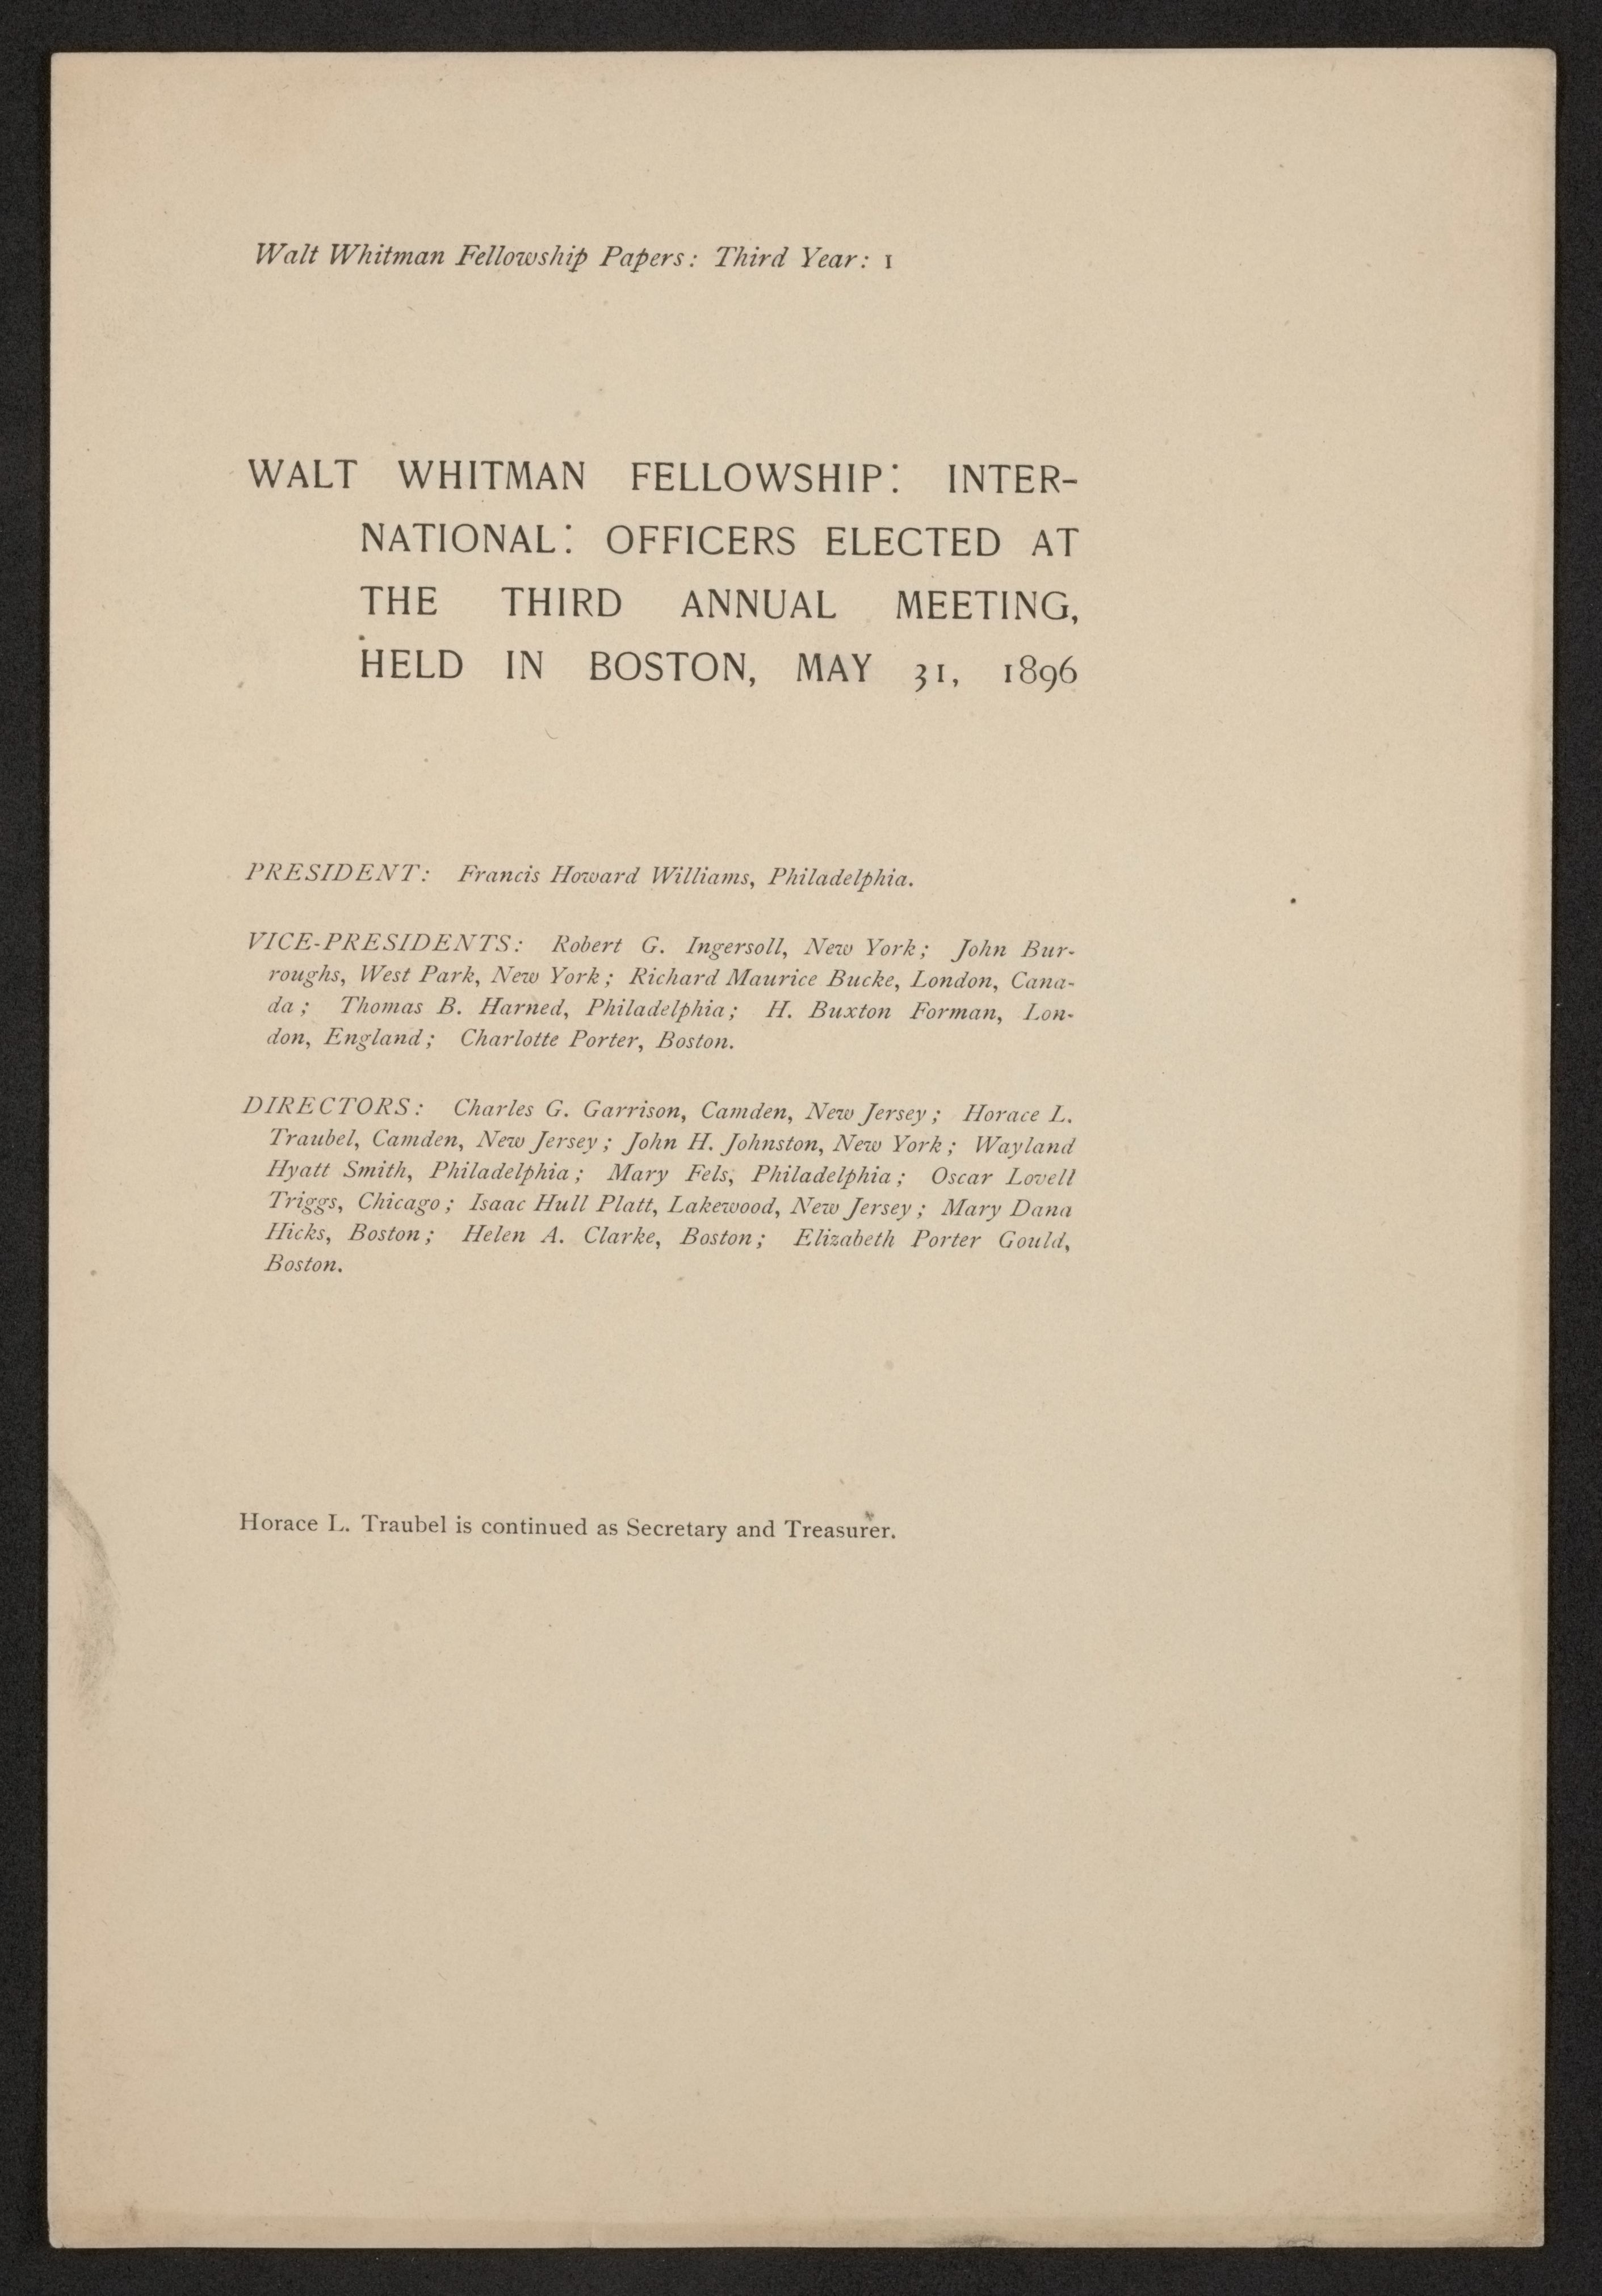 Walt Whitman Fellowship Papers: Third Year: 1
WALT WHITMAN FELLOWSHIP: INTER-
NATIONAL: OFFICERS ELECTED AT
THE THIRD ANNUAL MEETING,
HELD IN BOSTON, MAY 31, 1896
PRESIDENT: Francis Howard Williams, Philadelphia.
VICE-PRESIDENTS: Robert G. Ingersoll, New York; John Bur-
roughs, West Park, New York; Richard Maurice Bucke, London, Cana-
da; Thomas B. Harned, Philadelphia; H. Buxton Forman, Lon-
don, England; Charlotte Porter, Boston.
DIRECTORS: Charles G. Garrison, Camden, New Jersey; Horace L.
Traubel, Camden, New Jersey; John H. Johnston, New York; Wayland
Hyatt Smith, Philadelphia; Mary Fels, Philadelphia; Oscar Lovell
Triggs, Chicago; Isaac Hull Platt, Lakewood, New Jersey; Mary Dana
Hicks, Boston; Helen A. Clarke, Boston; Elizabeth Porter Gould,
Boston.
Horace L. Traubel is continued as Secretary and Treasurer.